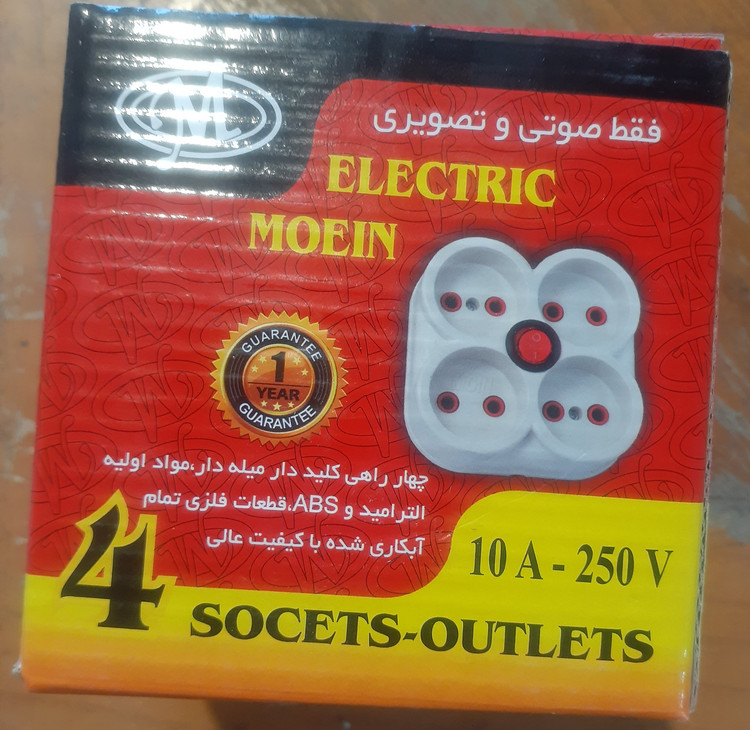 فقط صوتی و تصویری
ELECTRIC
MOEIN
GUARANTEE
1
YEAR
GUARANTEE
چهار راهی کلید دار میله دار،مواد اولیه
الترامید و ABS،قطعات فلزی تمام
آبکاری شده با کیفیت عالی
10 A - 250 V
4
SOCETS-OUTLETS